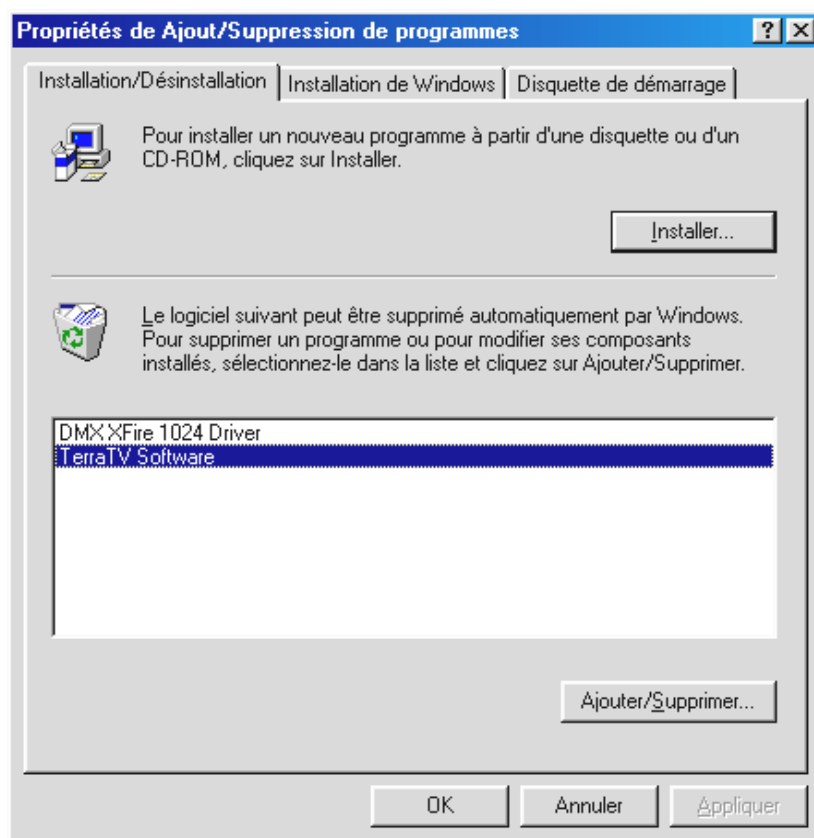 Propriétés de Ajout/Suppression de programmes
Installation/Désinstallation
Installation de Windows
Disquette de démarrage
Pour installer un nouveau programme à partir d'une disquette ou d'un
CD-ROM, cliquez sur Installer.
Installer...
Le logiciel suivant peut être supprimé automatiquement par Windows.
Pour supprimer un programme ou pour modifier ses composants
installés, sélectionnez-le dans la liste et cliquez sur Ajouter/Supprimer.
DMX XFire 1024 Driver
TerraTV Software
Ajouter/Supprimer...
OK
Annuler
Appliquer